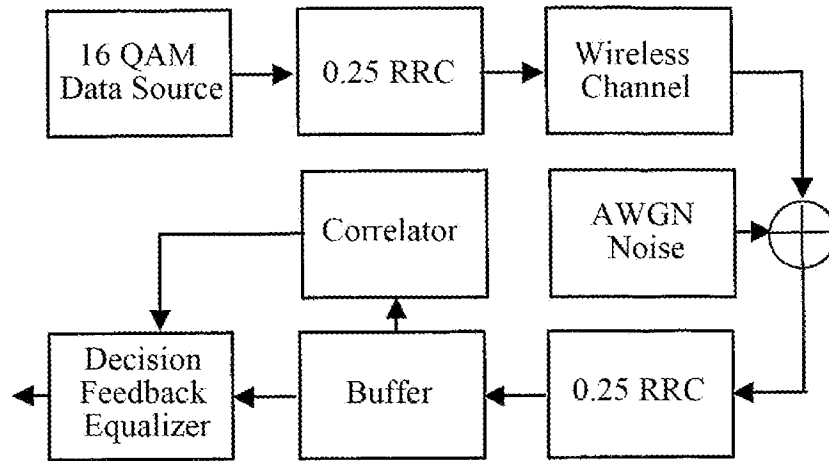 16 QAM
Data Source
0.25 RRC
Wireless
Channel
Correlator
AWGN
Noise
Decision
Feedback
Equalizer
Buffer
0.25 RRC